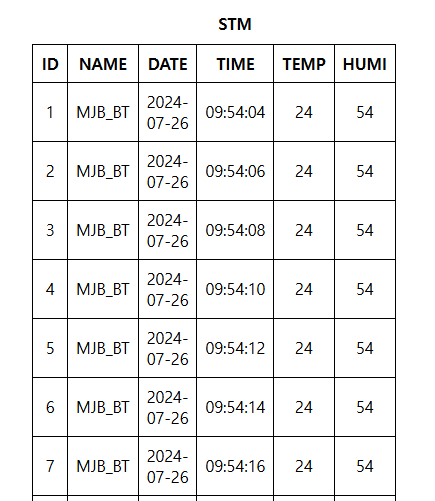 STM
ID NAME DATE TIME TEMP HUMI
1 MJB_BT 2024-07-26 09:54:04 24 54
2 MJB_BT 2024-07-26 09:54:06 24 54
3 MJB_BT 2024-07-26 09:54:08 24 54
4 MJB_BT 2024-07-26 09:54:10 24 54
5 MJB_BT 2024-07-26 09:54:12 24 54
6 MJB_BT 2024-07-26 09:54:14 24 54
7 MJB_BT 2024-07-26 09:54:16 24 54